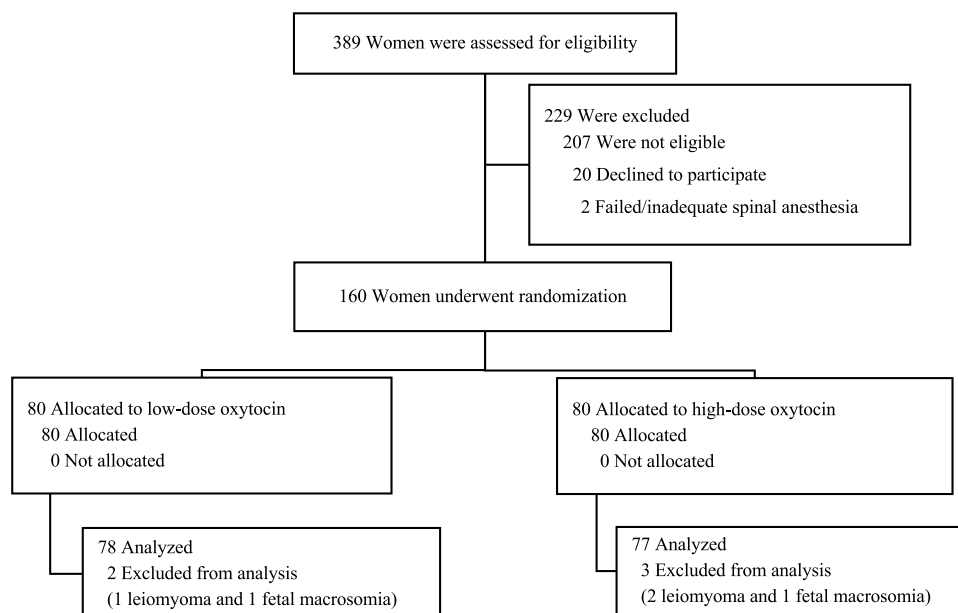 389 Women were assessed for eligibility
229 Were excluded
207 Were not eligible
20 Declined to participate
2 Failed/inadequate spinal anesthesia
160 Women underwent randomization
80 Allocated to low-dose oxytocin
80 Allocated
0 Not allocated
80 Allocated to high-dose oxytocin
80 Allocated
0 Not allocated
78 Analyzed
2 Excluded from analysis
(1 leiomyoma and 1 fetal macrosomia)
77 Analyzed
3 Excluded from analysis
(2 leiomyoma and 1 fetal macrosomia)